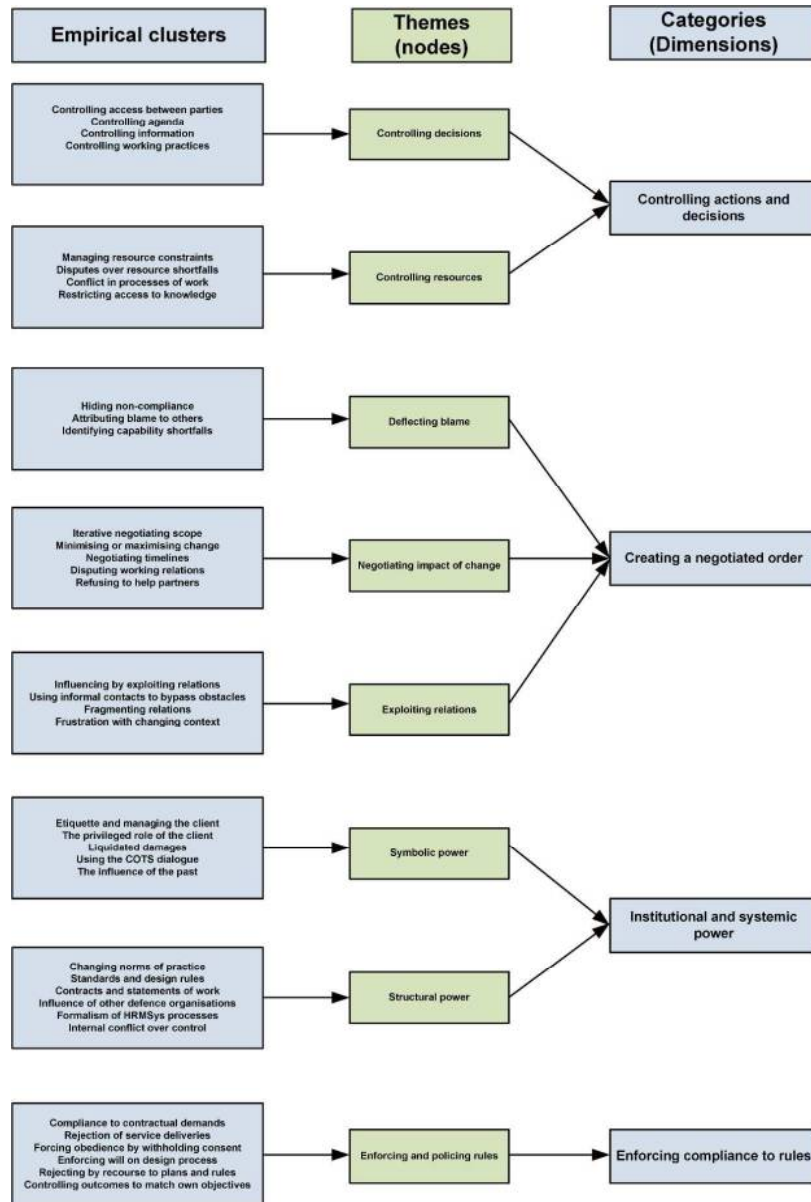 Empirical clusters
Themes
(nodes)
Categories
(Dimensions)
Controlling access between parties
Controlling agenda
Controlling information
Controlling working practices
Controlling decisions
Controlling actions and
decisions
Managing resource constraints
Disputes over resource shortfalls
Conflict in processes of work
Restricting access to knowledge
Controlling resources
Hiding non-compliance
Attributing blame to others
Identifying capability shortfalls
Deflecting blame
Iterative negotiating scope
Minimising or maximising change
Negotiating timelines
Disputing working relations
Refusing to help partners
Negotiating impact of change
Creating a negotiated order
Influencing by exploiting relations
Using informal contacts to bypass obstacles
Fragmenting relations
Frustration with changing context
Exploiting relations
Etiquette and managing the client
The privileged role of the client
Liquidated damages
Using the COTS dialogue
The influence of the past
Symbolic power
Institutional and systemic
power
Changing norms of practice
Standards and design rules
Contracts and statements of work
Influence of other defence organisations
Formalism of HRMSys processes
Internal conflict over control
Structural power
Compliance to contractual demands
Rejection of service deliveries
Forcing obedience by withholding consent
Enforcing will on design process
Rejecting by recourse to plans and rules
Controlling outcomes to match own objectives
Enforcing and policing rules
Enforcing compliance to rules